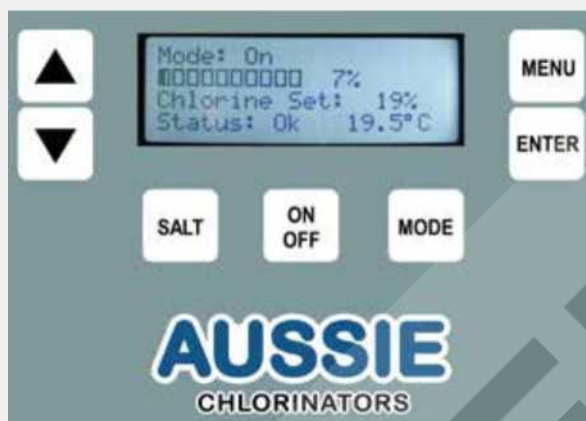 Mode: On
7%
Chlorine Set: 19%
Status: Ok 19.5°C
MENU
ENTER
SALT
ON
OFF
MODE
AUSSIE
CHLORINATORS